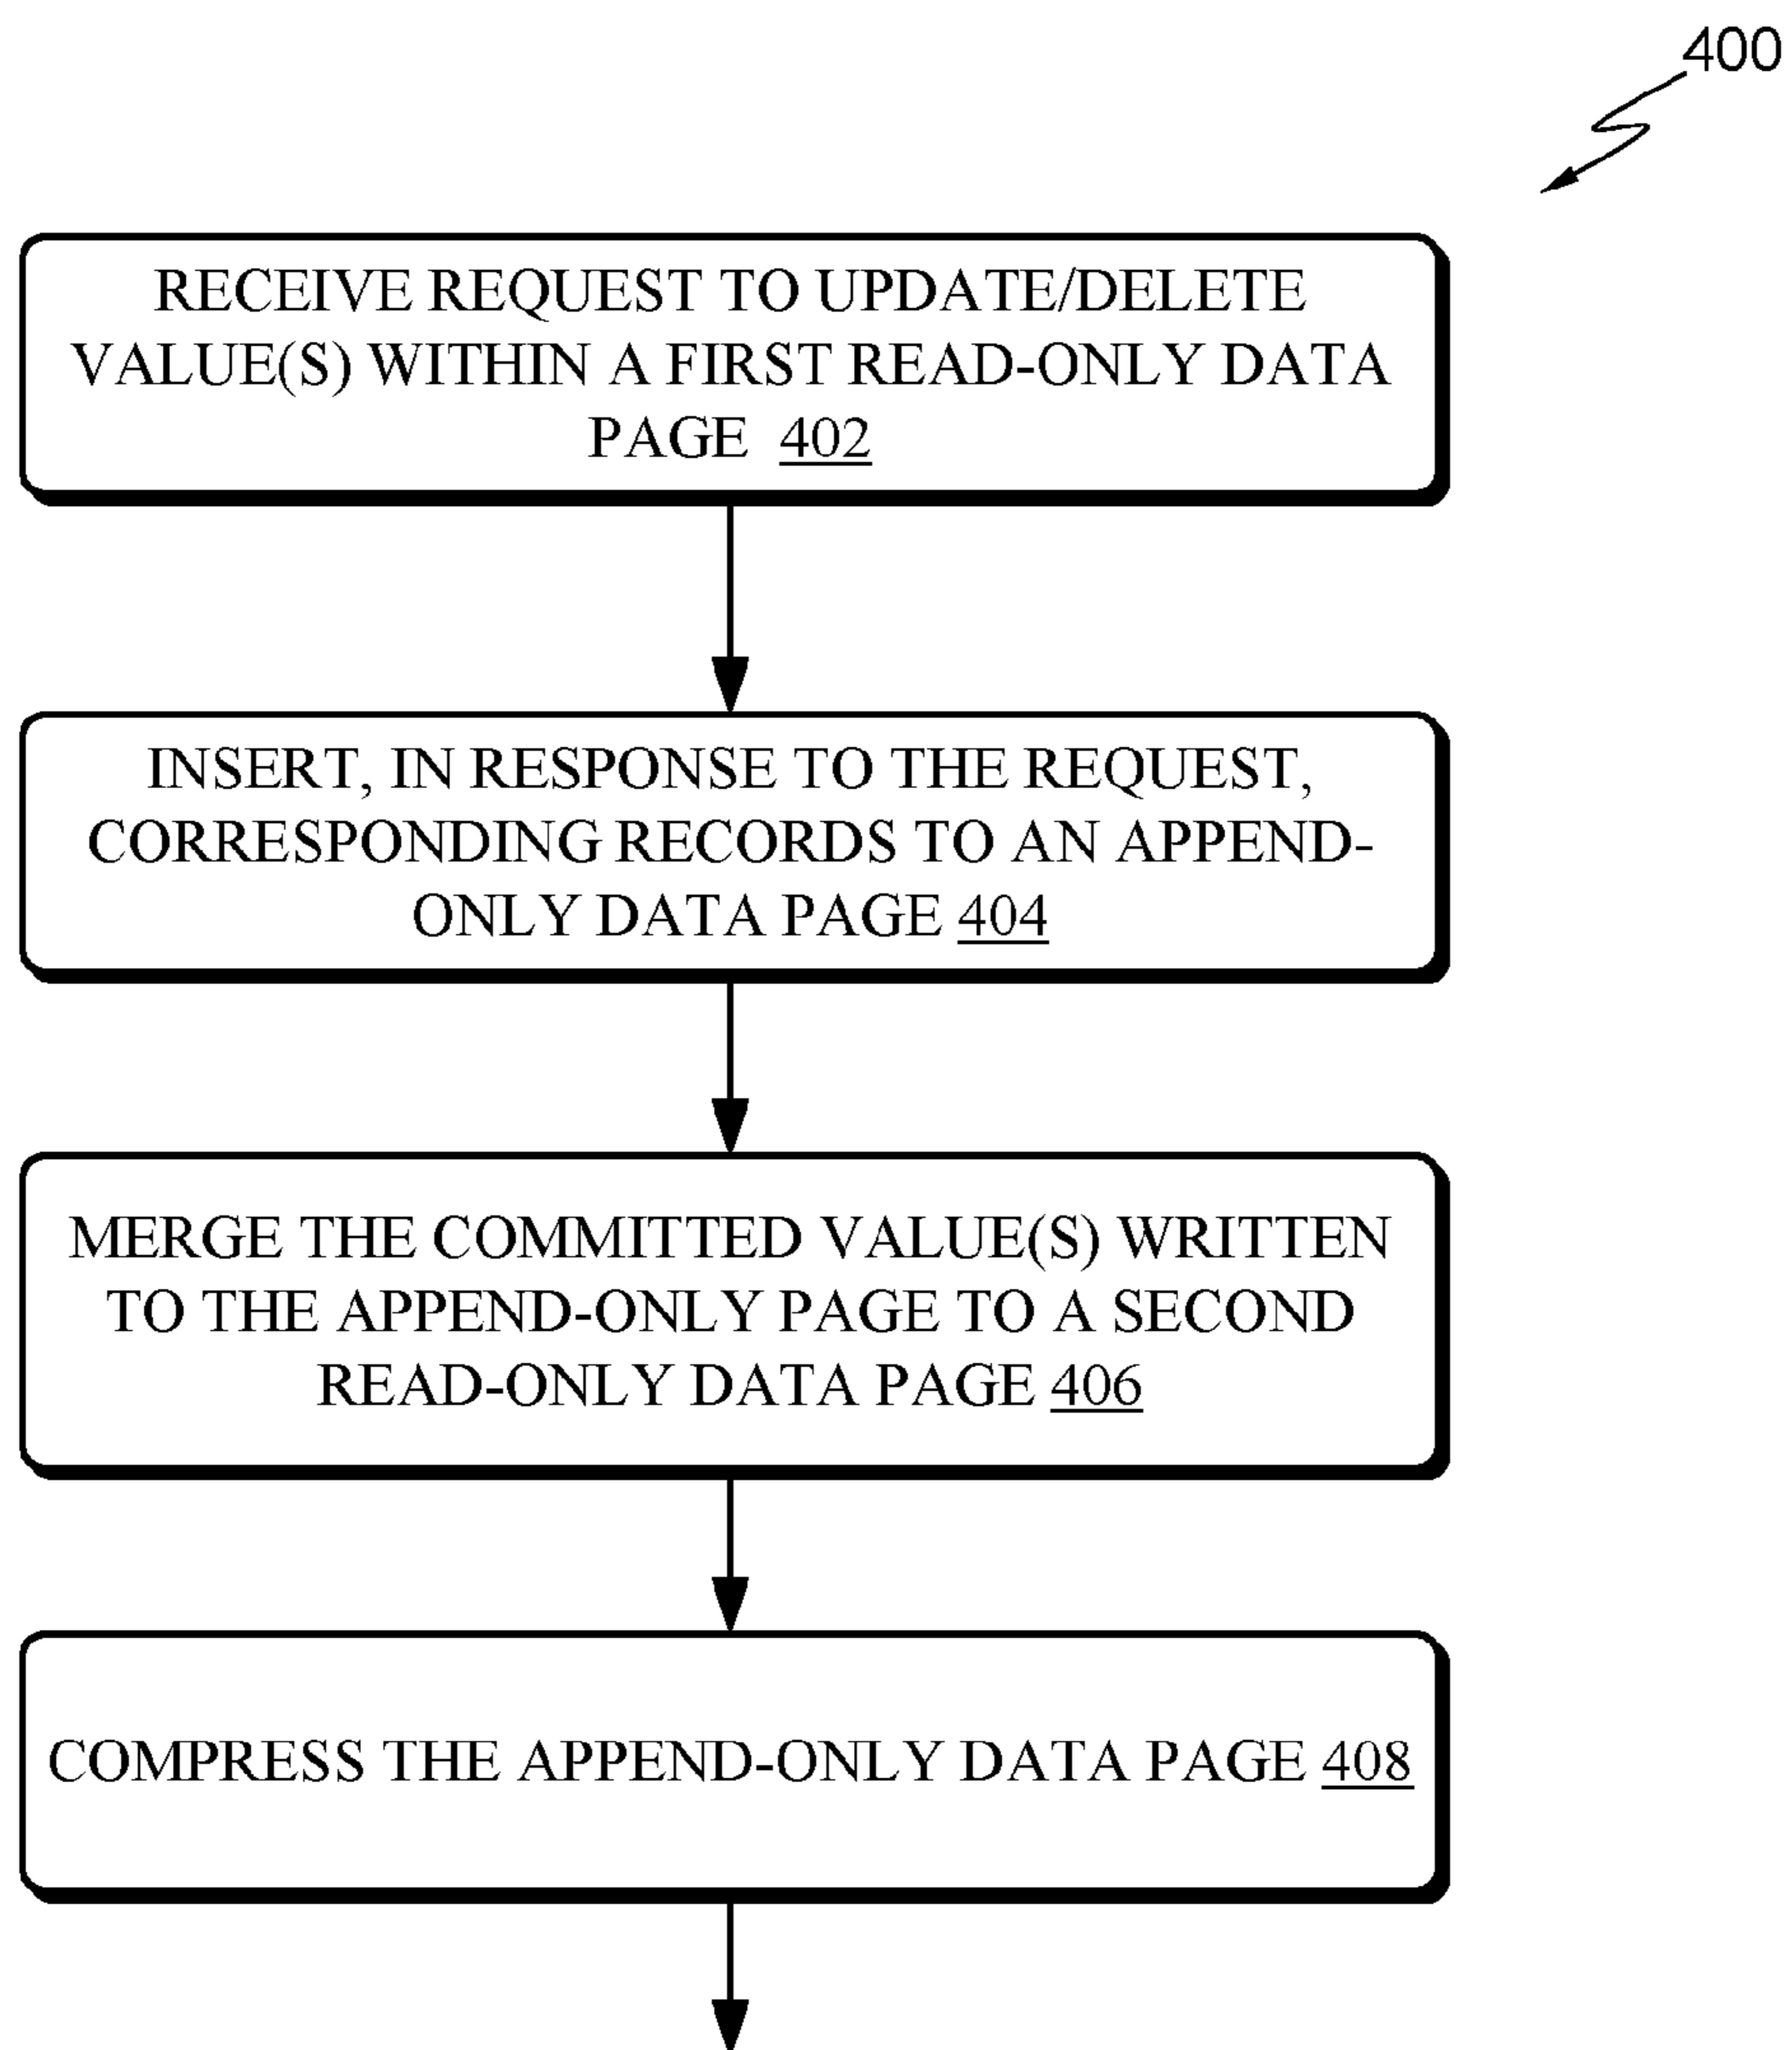 400
RECEIVE REQUEST TO UPDATE/DELETE
VALUE(S) WITHIN A FIRST READ-ONLY DATA
PAGE 402
INSERT, IN RESPONSE TO THE REQUEST,
CORRESPONDING RECORDS TO AN APPEND-
ONLY DATA PAGE 404
MERGE THE COMMITTED VALUE(S) WRITTEN
TO THE APPEND-ONLY PAGE TO A SECOND
READ-ONLY DATA PAGE 406
COMPRESS THE APPEND-ONLY DATA PAGE 408